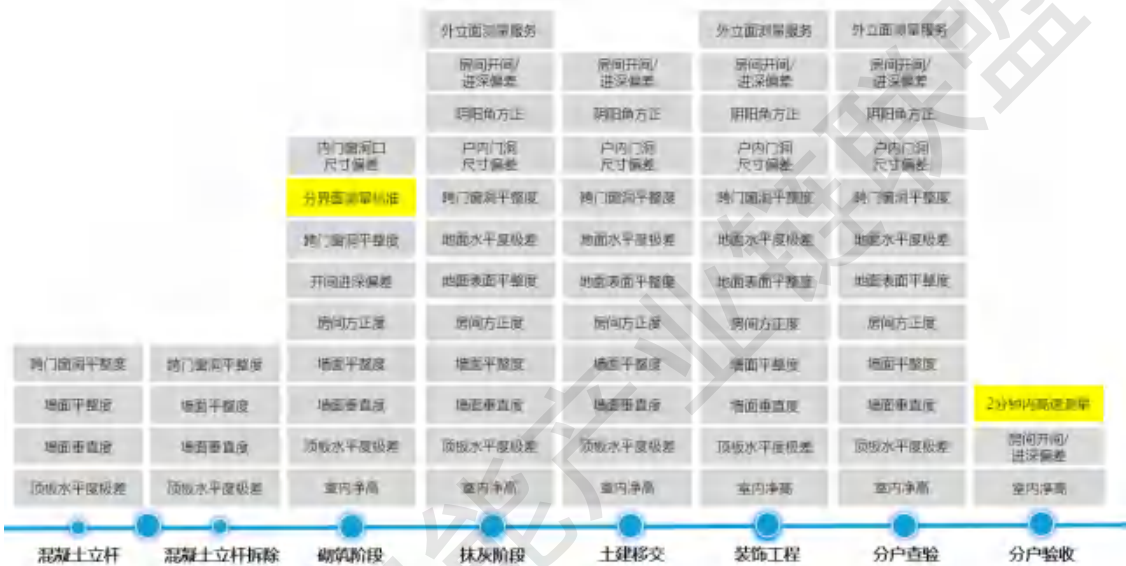 外立面测量服务 外立面测量服务 外立面测量服务
房间开间/ 房间开间/ 房间开间/ 房间开间/
进深偏差 进深偏差 进深偏差 进深偏差
阴阳角方正 阴阳角方正 阴阳角方正 阴阳角方正
内门窗洞口 户内门洞 户内门洞 户内门洞 户内门洞
尺寸偏差 尺寸偏差 尺寸偏差 尺寸偏差 尺寸偏差
分界面测量标准 跨门窗洞平整度 跨门窗洞平整度 跨门窗洞平整度 跨门窗洞平整度
跨门窗洞平整度 地面水平度极差 地面水平度极差 地面水平度极差 地面水平度极差
开间进深偏差 地面表面平整度 地面表面平整度 地面表面平整度 地面表面平整度
房间方正度 房间方正度 房间方正度 房间方正度 房间方正度
跨门窗洞平整度 跨门窗洞平整度 墙面平整度 墙面平整度 墙面平整度 墙面平整度 墙面平整度
墙面平整度 墙面平整度 墙面垂直度 墙面垂直度 墙面垂直度 墙面垂直度 墙面垂直度 2分钟内高速测量
墙面垂直度 墙面垂直度 顶板水平度极差 顶板水平度极差 顶板水平度极差 顶板水平度极差 顶板水平度极差 房间开间/
进深偏差
顶板水平度极差 顶板水平度极差 室内净高 室内净高 室内净高 室内净高 室内净高 室内净高
混凝土立杆 混凝土立杆拆除 砌筑阶段 抹灰阶段 土建移交 装饰工程 分户查验 分户验收
能产业链联盟